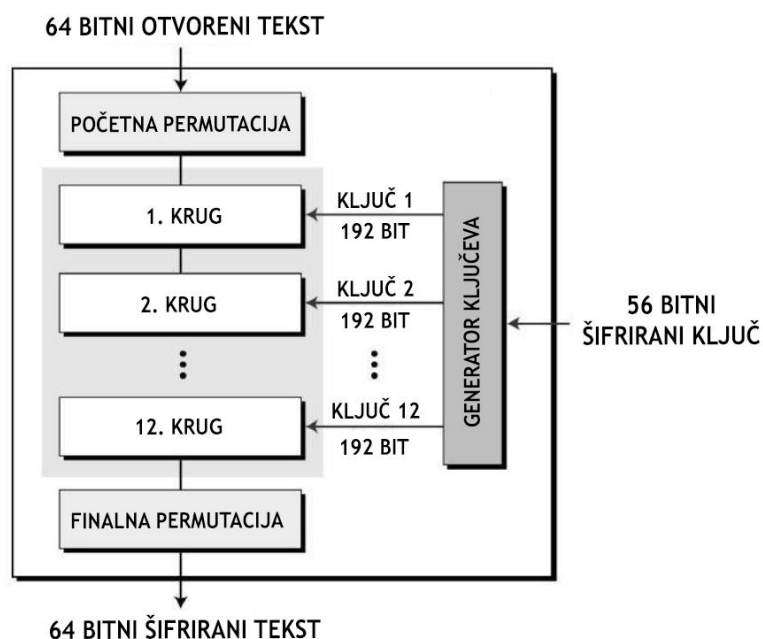 64 BITNI OTVORENI TEKST
POČETNA PERMUTACIJA
1. KRUG
KLJUČ 1
192 BIT
2. KRUG
KLJUČ 2
192 BIT
GENERATOR KLJUČEVA
56 BITNI
ŠIFRIRANI KLJUČ
12. KRUG
KLJUČ 12
192 BIT
FINALNA PERMUTACIJA
64 BITNI ŠIFRIRANI TEKST